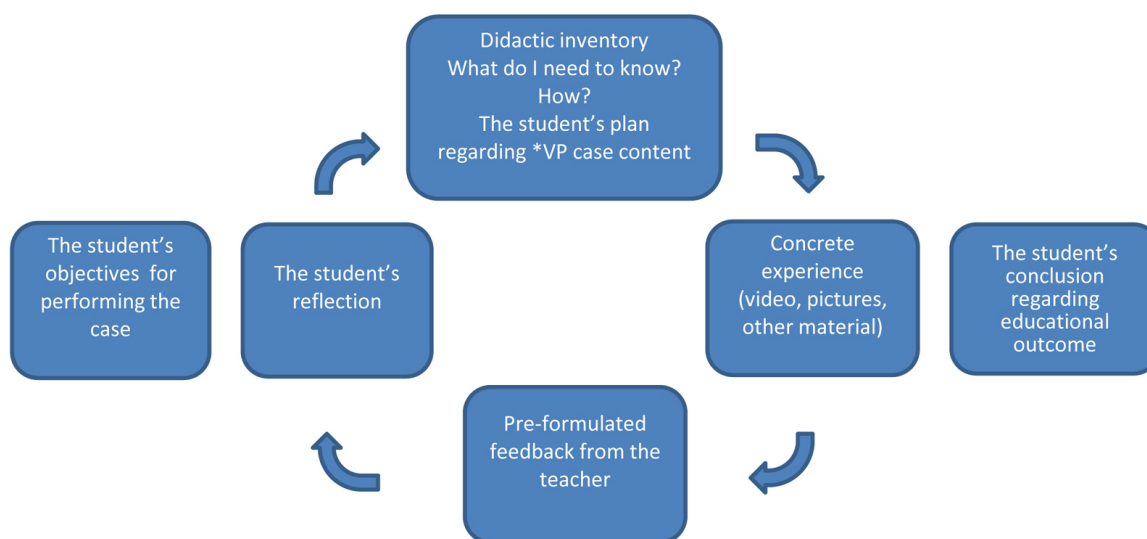 Didactic inventory
What do I need to know?
How?
The student’s plan
regarding *VP case content
The student’s
objectives for
performing the
case
The student’s
reflection
Concrete
experience
(video, pictures,
other material)
The student’s
conclusion
regarding
educational
outcome
Pre-formulated
feedback from the
teacher